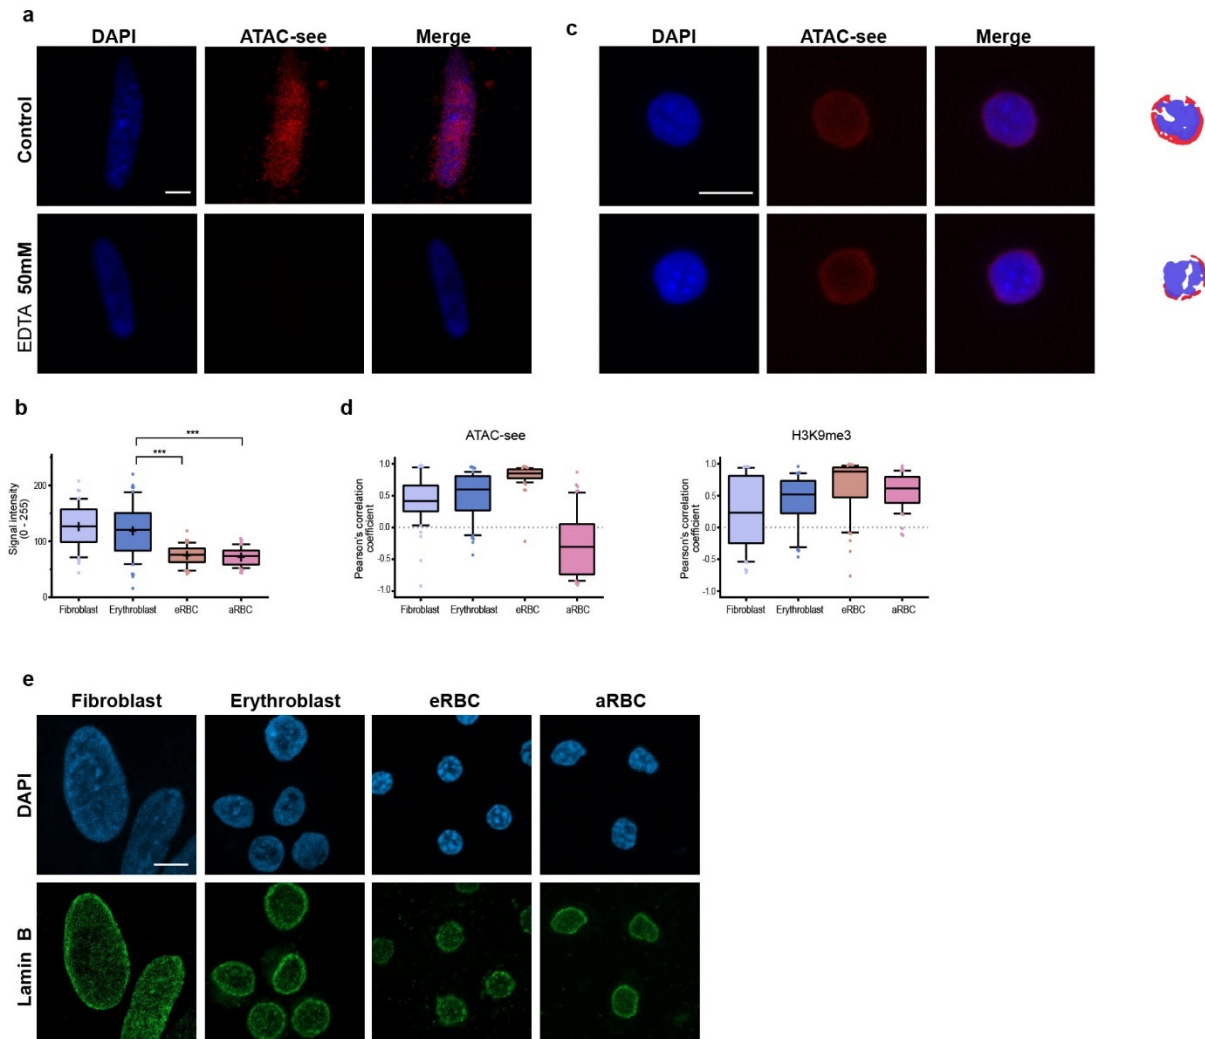 a
DAPI ATAC-see Merge
Control
EDTA 50mM
c
DAPI ATAC-see Merge
b
*** 
***
Signal intensity
(0 - 255)
200
100
0
Fibroblast Erythroblast eRBC aRBC
d
ATAC-see
Pearson's correlation
coefficient
1.0
0.5
0.0
-0.5
-1.0
Fibroblast Erythroblast eRBC aRBC
H3K9me3
Pearson's correlation
coefficient
1.0
0.5
0.0
-0.5
-1.0
Fibroblast Erythroblast eRBC aRBC
e
Fibroblast Erythroblast eRBC aRBC
DAPI
Lamin B